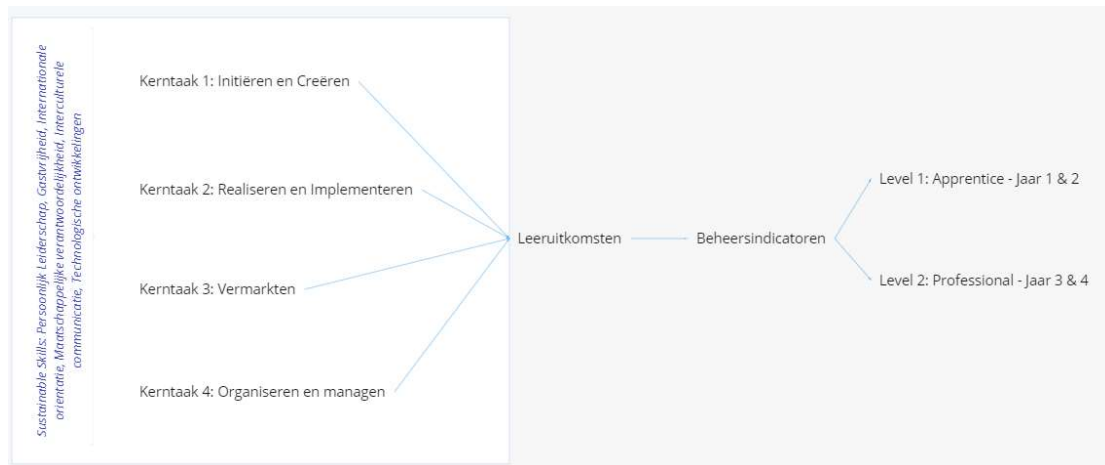 Sustainable Skills: Persoonlijk Leiderschap, Gastvrijheid, Internationale
orientatie, Maatschappelijke verantwoordelijkheid, Interculturele
communicatie, Technologische ontwikkelingen
Kerntaak 1: Initiëren en Creëren
Kerntaak 2: Realiseren en Implementeren
Kerntaak 3: Vermarkten
Kerntaak 4: Organiseren en managen
Leeruitkomsten
Beheersindicatoren
Level 1: Apprentice - Jaar 1 & 2
Level 2: Professional - Jaar 3 & 4